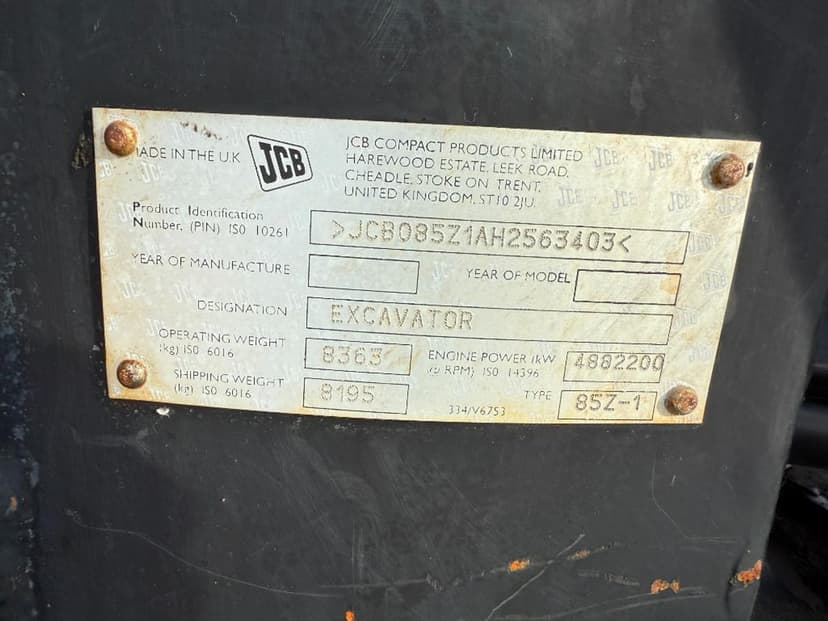 MADE IN THE U.K
JCB
JCB COMPACT PRODUCTS LIMITED
HAREWOOD ESTATE, LEEK ROAD,
CHEADLE, STOKE ON TRENT,
UNITED KINGDOM, ST10 2JU.
Product Identification
Number. (PIN) ISO 10261
>JCB085Z1AH2563403<
YEAR OF MANUFACTURE
YEAR OF MODEL
DESIGNATION
EXCAVATOR
OPERATING WEIGHT
(kg) ISO 6016
8363
ENGINE POWER (kW
(@ RPM) ISO 14396
4882200
SHIPPING WEIGHT
(kg) ISO 6016
8195
334/V6753
TYPE
85Z-1